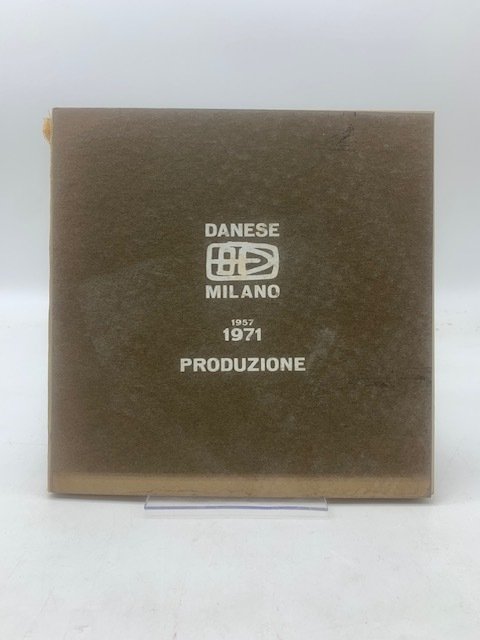 DANESE
MILANO
1957
1971
PRODUZIONE